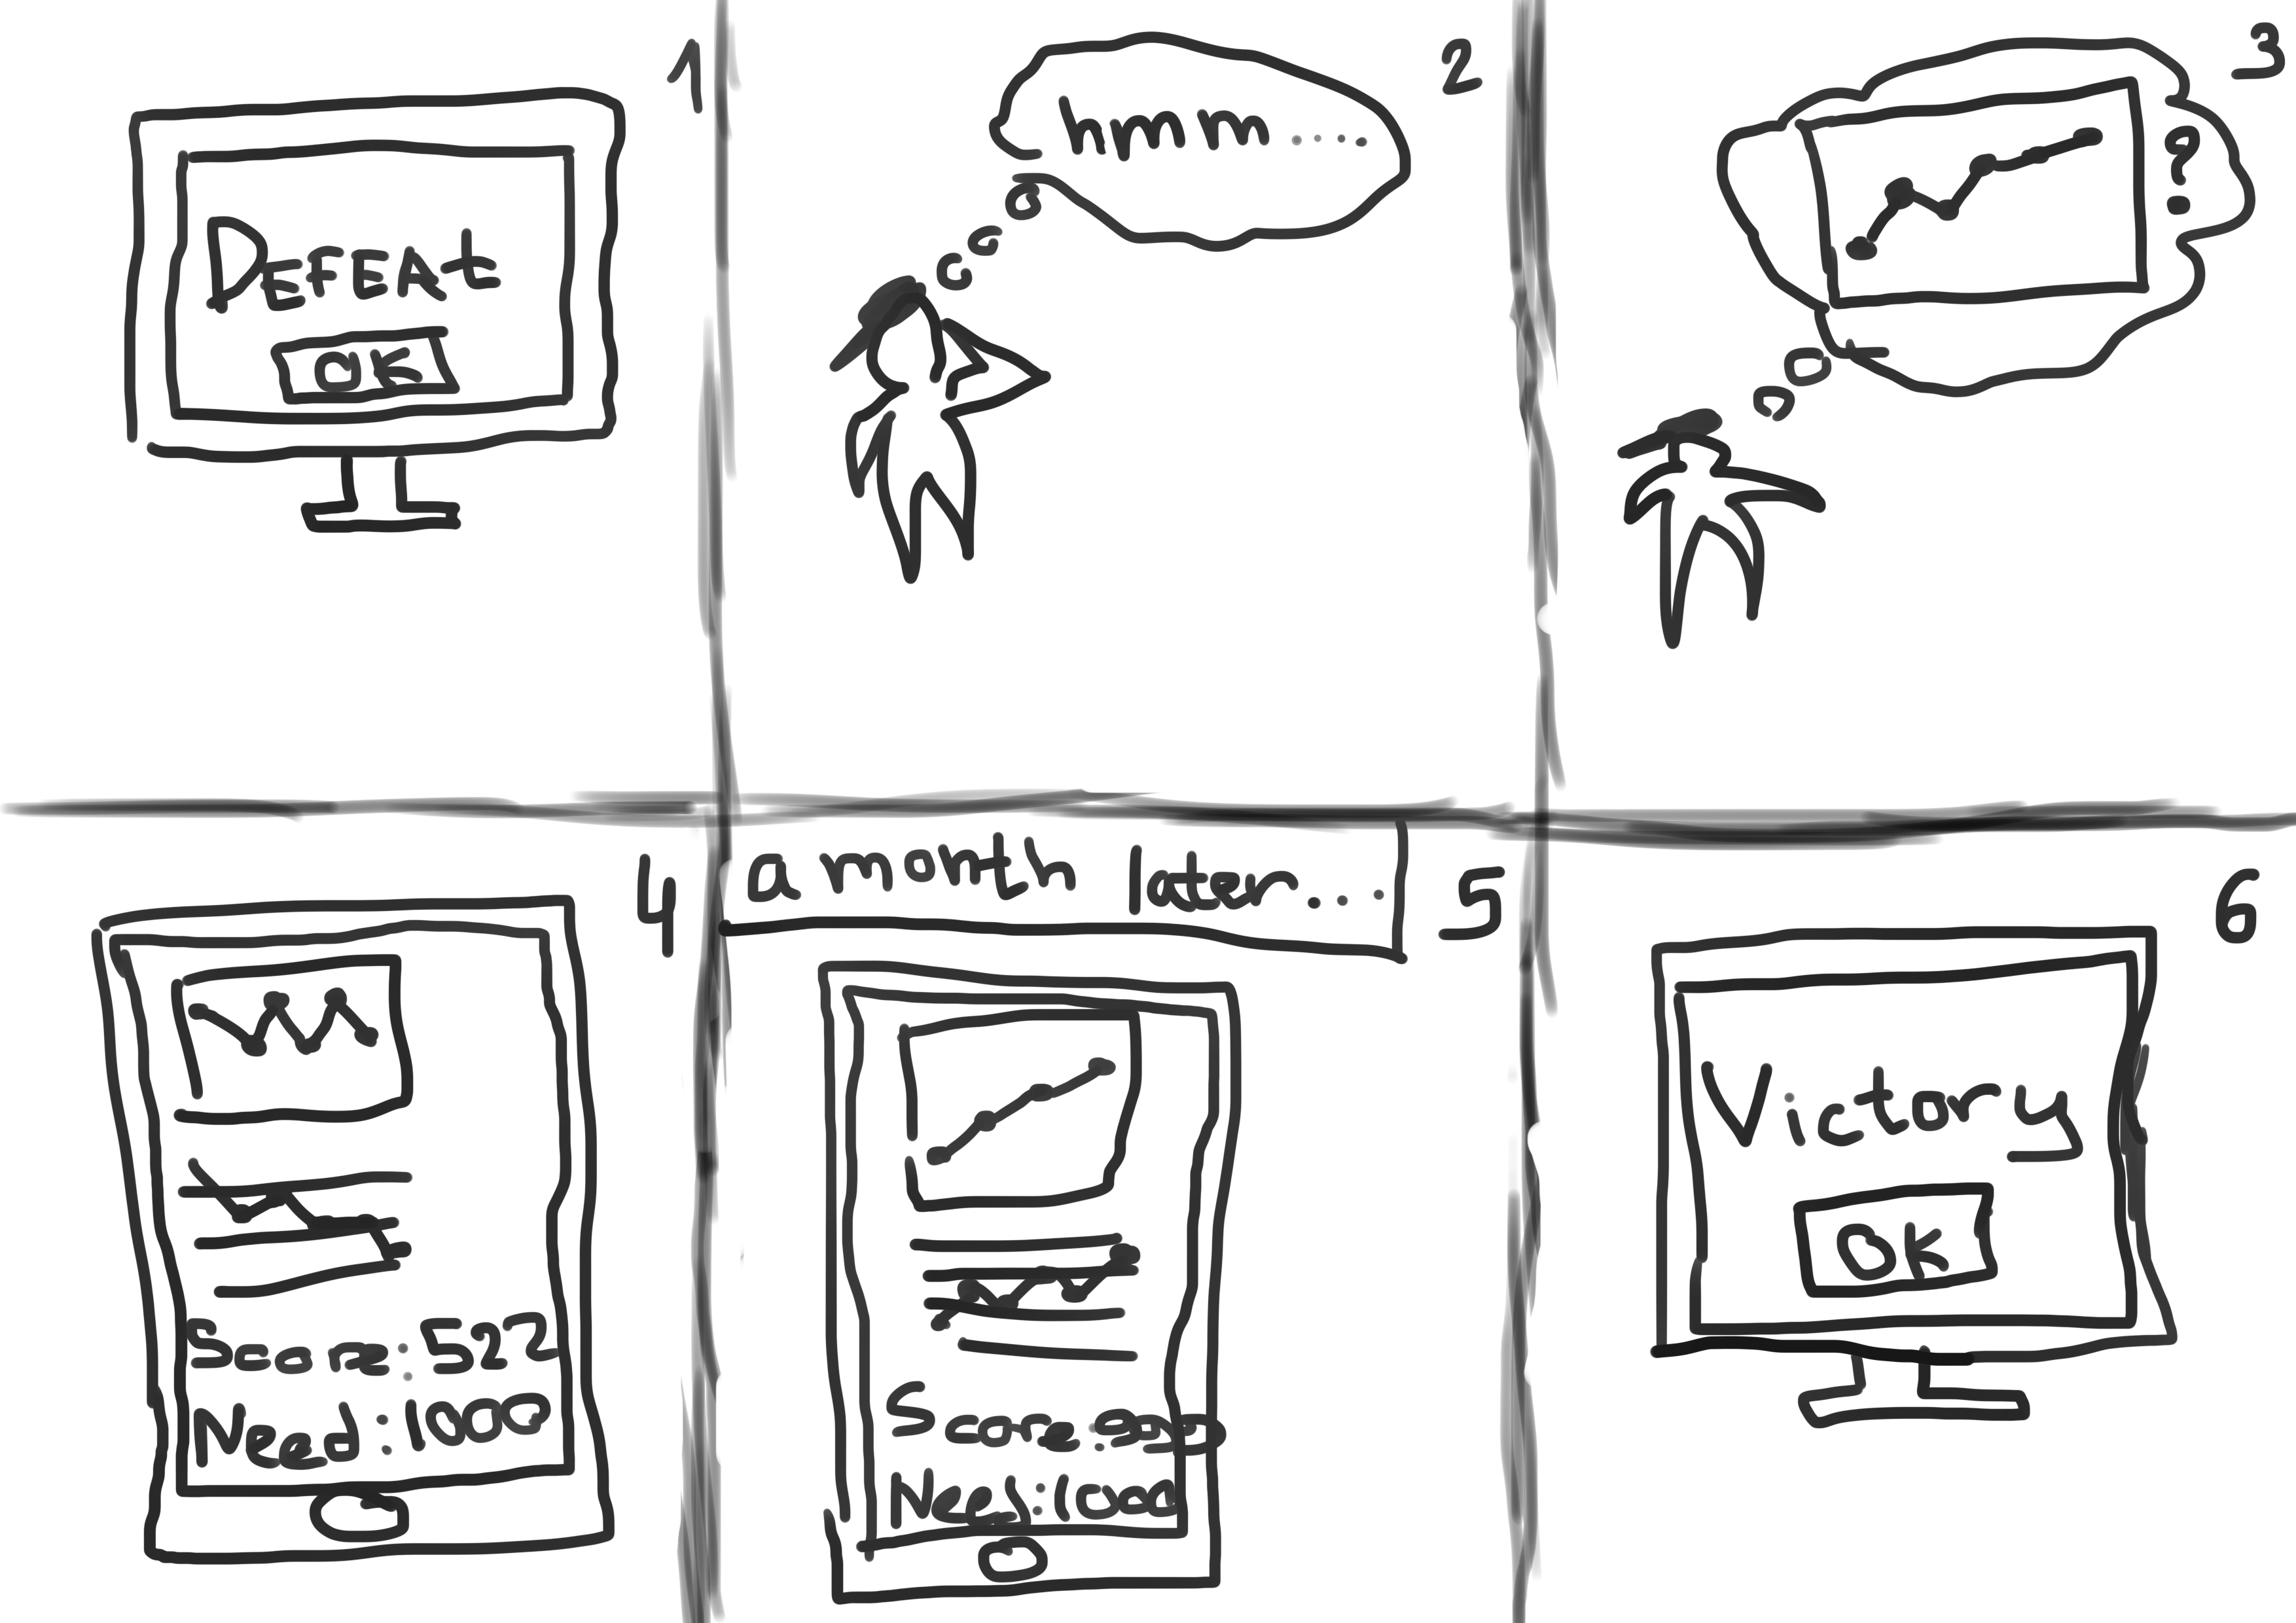 1
DEFEAt
OK
2
hmm.....
3
?
4
Score: 522
Need: 1000
a month later...
5
Score:
Need: 1000
6
Victory
OK